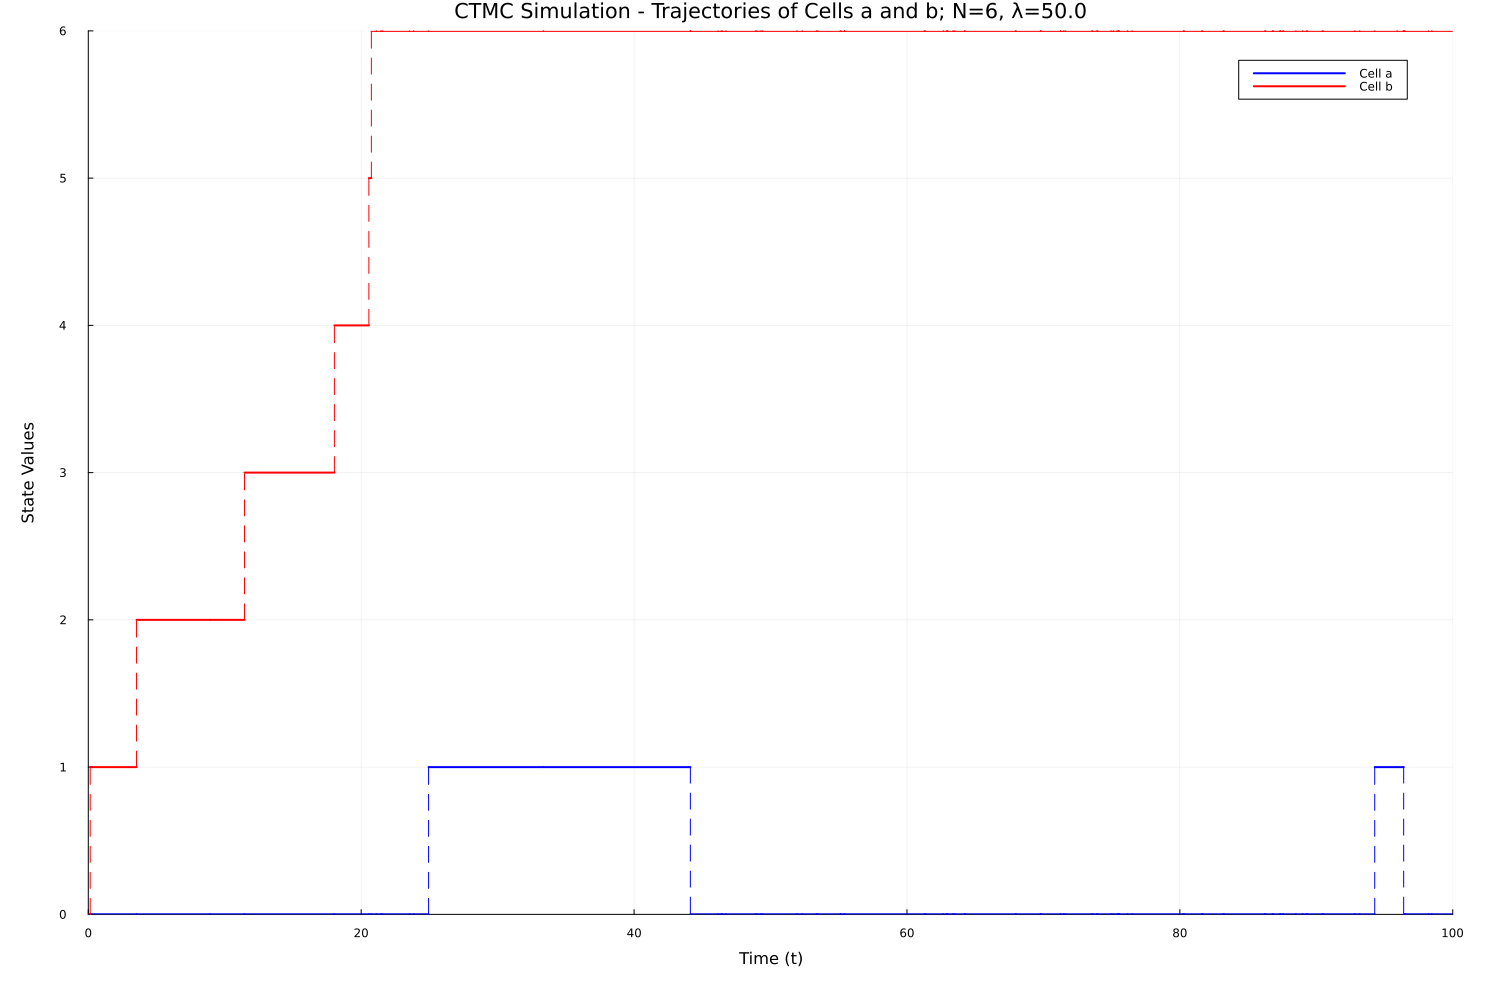 CTMC Simulation - Trajectories of Cells a and b; N=6, λ=50.0
6
Cell a
Cell b
5
4
3
State Values
2
1
0
0 20 40 60 80 100
Time (t)